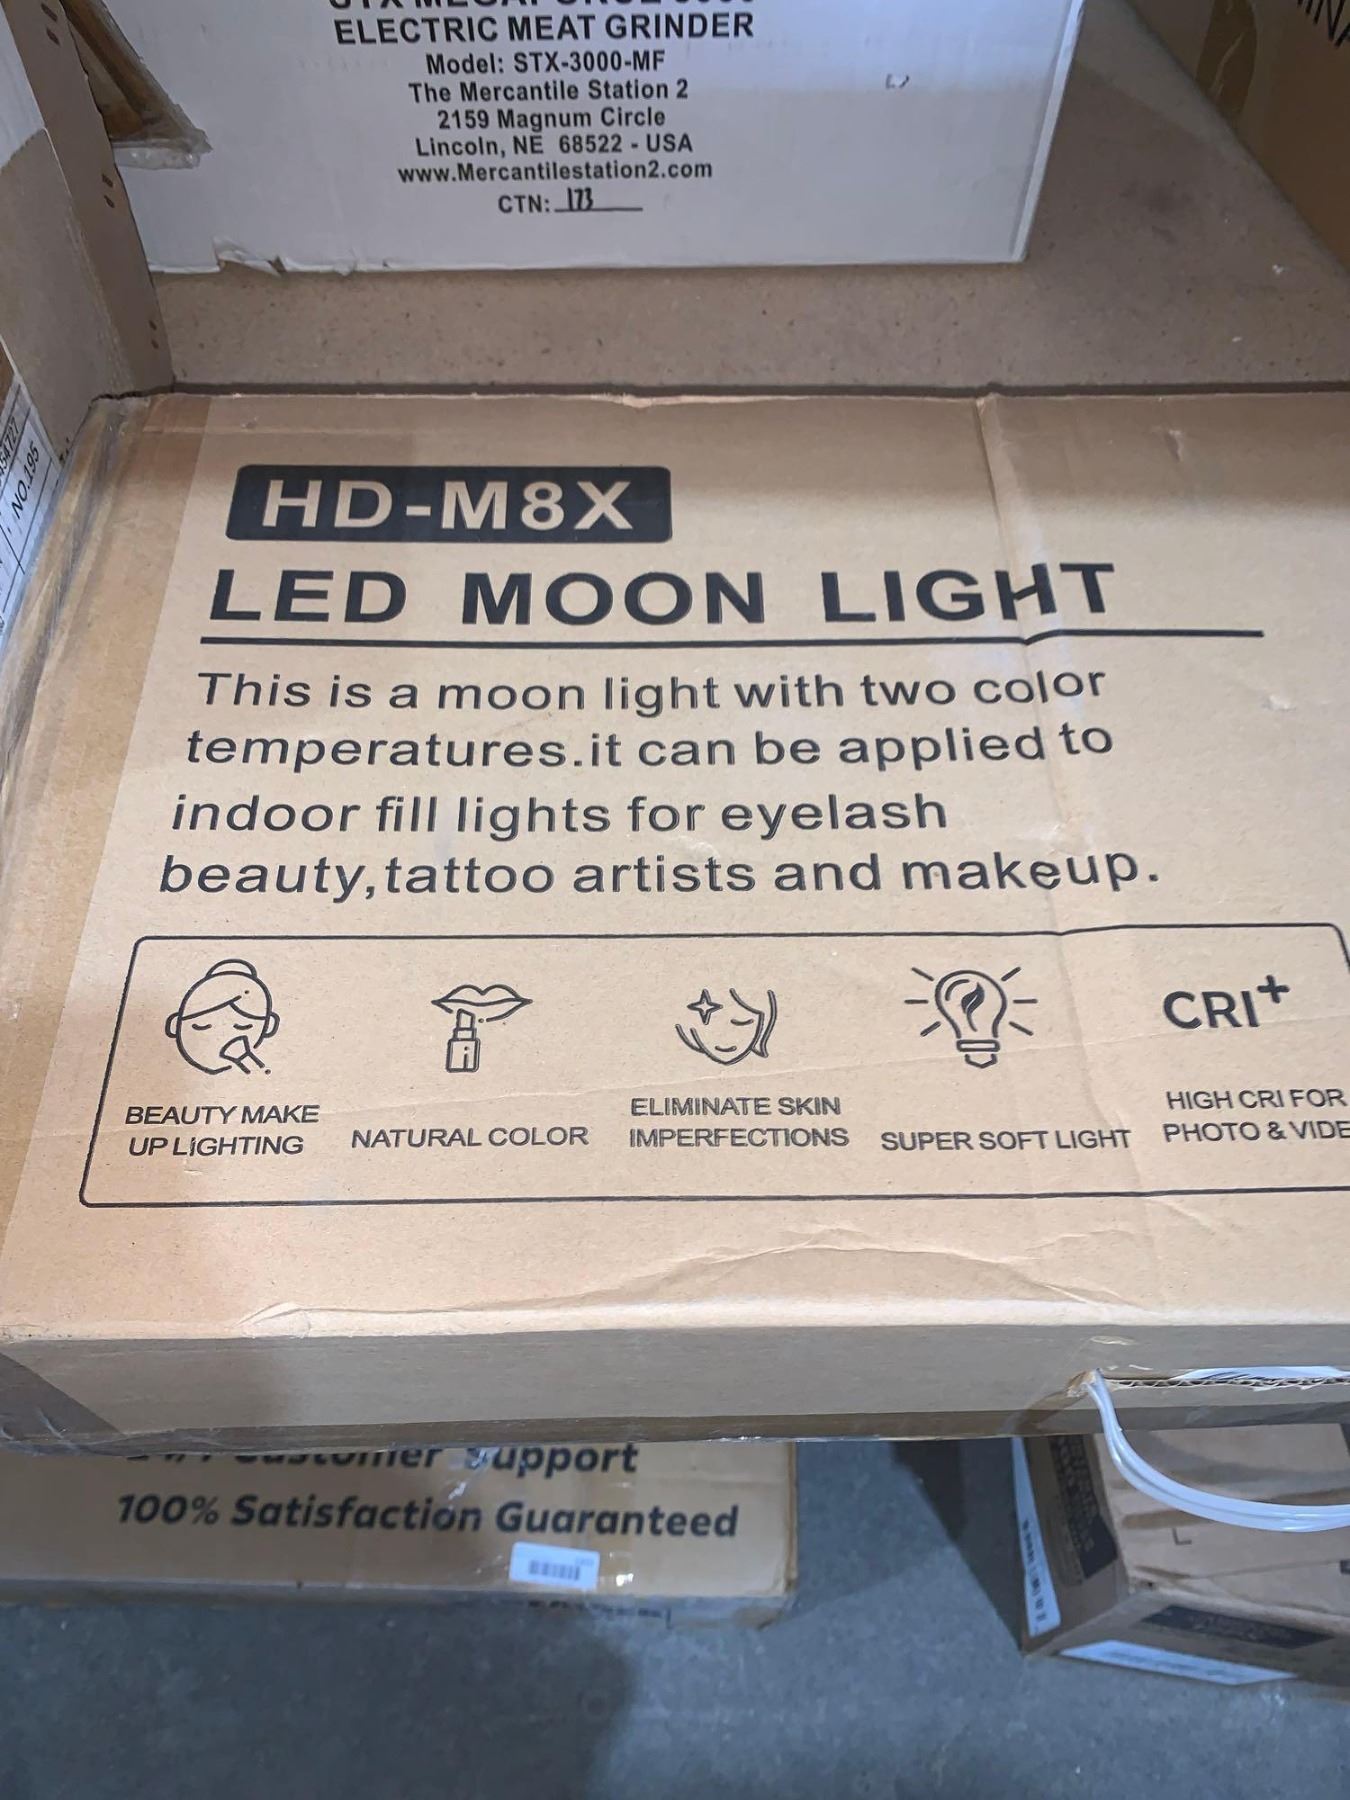 ELECTRIC MEAT GRINDER
Model: STX-3000-MF
The Mercantile Station 2
2159 Magnum Circle
Lincoln, NE 68522 - USA
www.Mercantilestation2.com
CTN: 173
NO.195
HD-M8X
LED MOON LIGHT
This is a moon light with two color
temperatures.it can be applied to
indoor fill lights for eyelash
beauty,tattoo artists and makeup.
CRI+
BEAUTY MAKE
UP LIGHTING
NATURAL COLOR
ELIMINATE SKIN
IMPERFECTIONS
SUPER SOFT LIGHT
HIGH CRI FOR
PHOTO & VIDE
Customer Support
100% Satisfaction Guaranteed